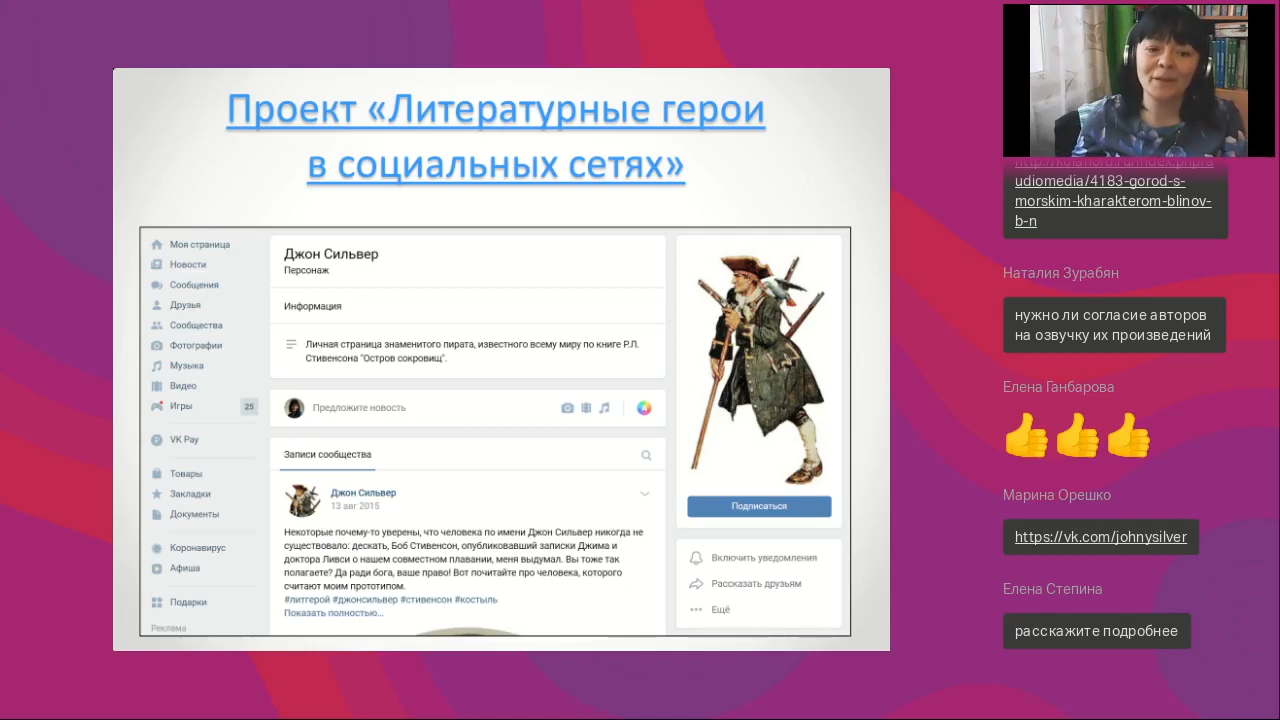 Проект «Литературные герои
в социальных сетях»
Моя страница
Новости
Сообщения
Друзья
Сообщества
Фотографии
Музыка
Видео
Игры
25
VK Pay
Товары
Закладки
Документы
Коронавирус
Афиша
Подарки
Реклама
Джон Сильвер
Персонаж
Информация
Личная страница знаменитого пирата, известного всему миру по книге Р.Л.
Стивенсона "Остров сокровищ".
Предложите новость
Записи сообщества
Джон Сильвер
13 авг 2015
Некоторые почему-то уверены, что человека по имени Джон Сильвер никогда не
существовало: дескать, Боб Стивенсон, опубликовавший записки Джима и
доктора Ливси о нашем совместном плавании, меня выдумал. Вы тоже так
полагаете? Да ради бога, ваше право! Вот почитайте про человека, которого
считают моим прототипом.
#литгерой #джонсильвер #стивенсон #костыль
Показать полностью...
Подписаться
Включить уведомления
Рассказать друзьям
Ещё
udiomedia/4183-gorod-s-
morskim-kharakterom-blinov-
b-n
Наталия Зурабян
нужно ли согласие авторов
на озвучку их произведений
Елена Ганбарова
Марина Орешко
https://vk.com/johnysilver
Елена Степина
расскажите подробнее